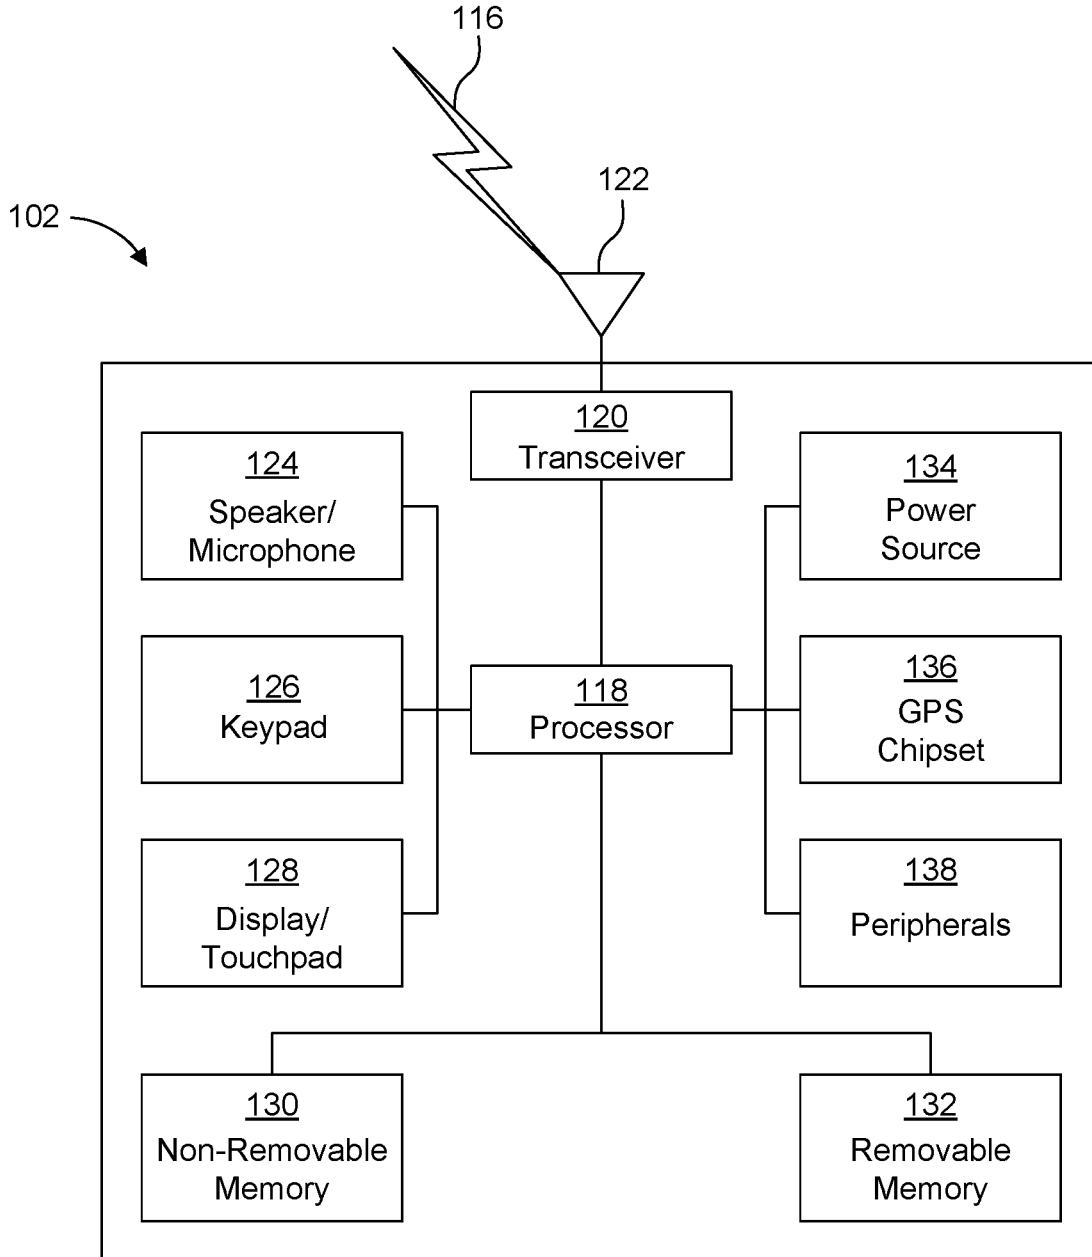 116
122
102
120
Transceiver
124
Speaker/
Microphone
134
Power
Source
126
Keypad
118
Processor
136
GPS
Chipset
128
Display/
Touchpad
138
Peripherals
130
Non-Removable
Memory
132
Removable
Memory